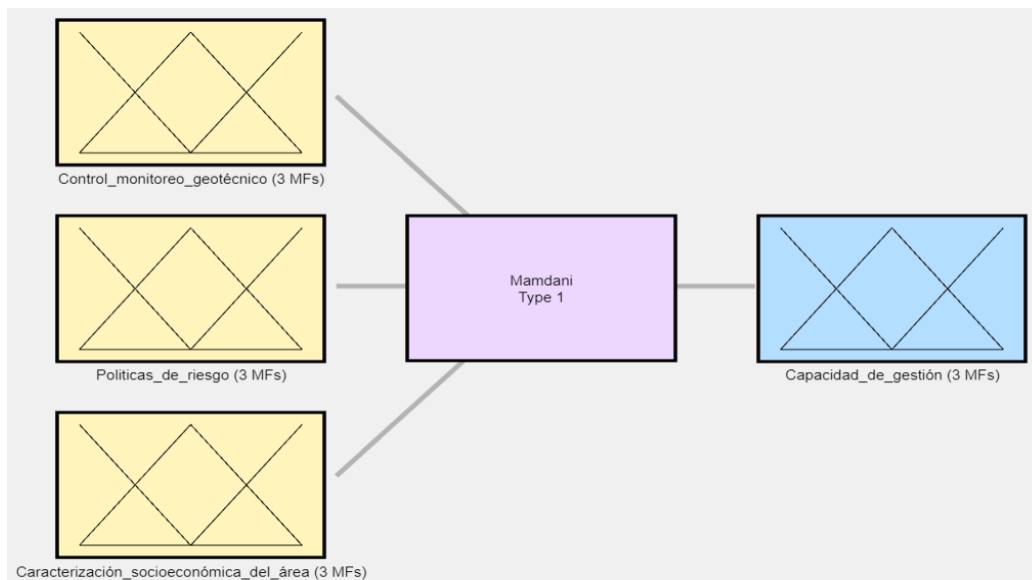 Control_monitoreo_geotécnico (3 MFs)
Politicas_de_riesgo (3 MFs)
Caracterización_socioeconómica_del_área (3 MFs)
Mamdani
Type 1
Capacidad_de_gestión (3 MFs)